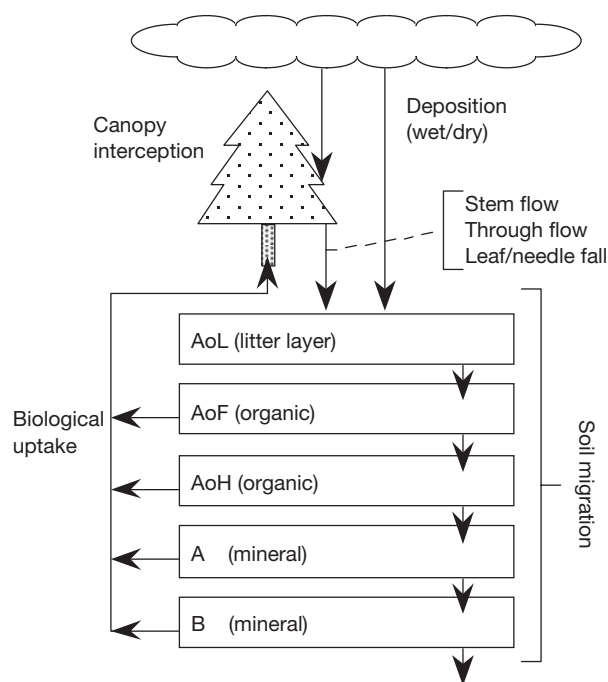 Canopy
interception
Deposition
(wet/dry)
Stem flow
Through flow
Leaf/needle fall
AoL (litter layer)
AoF (organic)
Biological
uptake
AoH (organic)
A (mineral)
B (mineral)
Soil migration